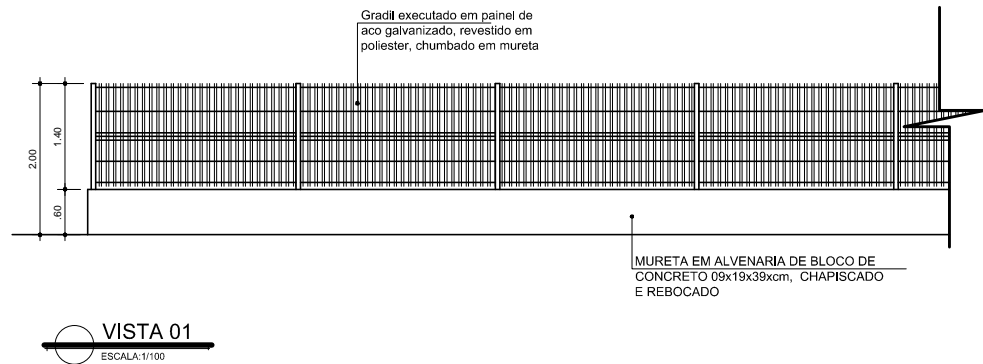 Gradil executado em painel de
aco galvanizado, revestido em
poliester, chumbado em mureta
2.00
1.40
.60
MURETA EM ALVENARIA DE BLOCO DE
CONCRETO 09x19x39xcm, CHAPISCADO
E REBOCADO
VISTA 01
ESCALA:1/100